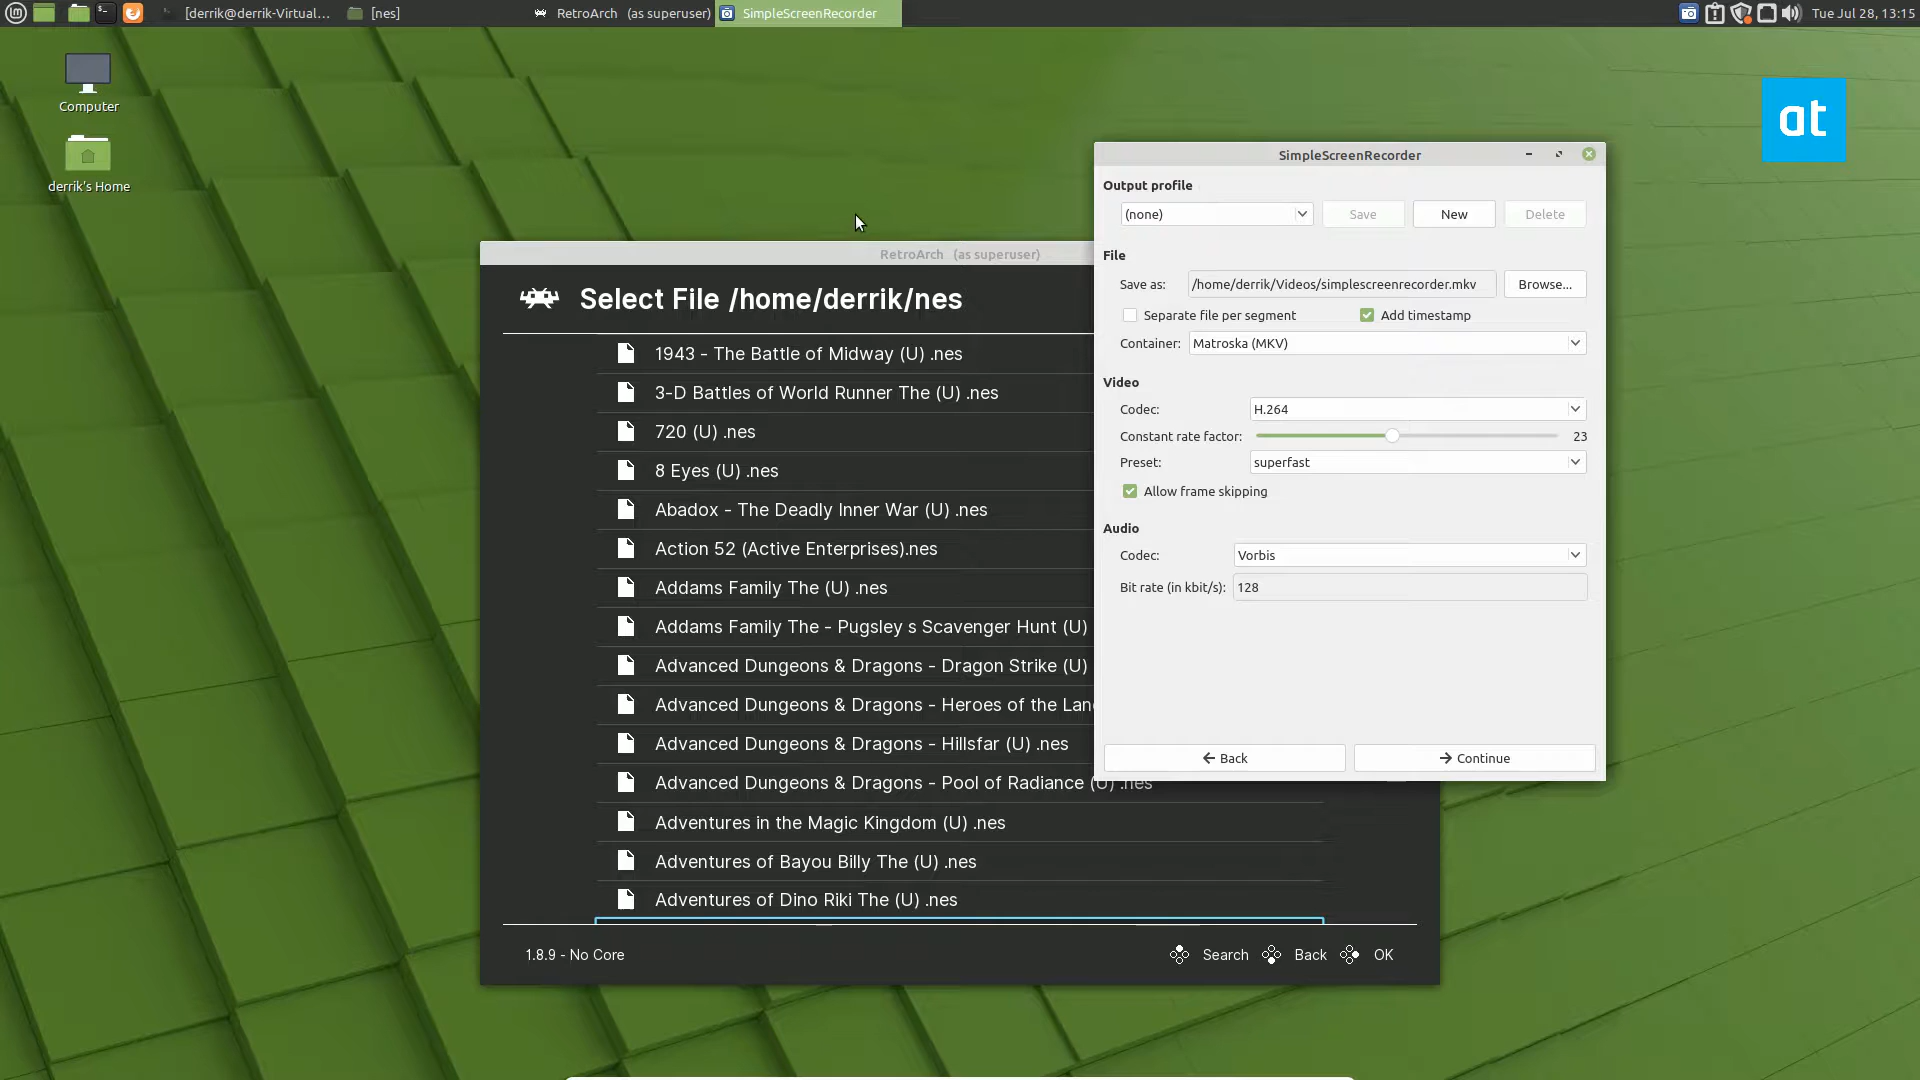 [derrik@derrik-Virtual...
[nes]
RetroArch (as superuser)
SimpleScreenRecorder
Tue Jul 28, 13:15
Computer
derrik's Home
at
RetroArch (as superuser)
Select File /home/derrik/nes
1943 - The Battle of Midway (U) .nes
3-D Battles of World Runner The (U) .nes
720 (U) .nes
8 Eyes (U) .nes
Abadox - The Deadly Inner War (U) .nes
Action 52 (Active Enterprises).nes
Addams Family The (U) .nes
Addams Family The - Pugsley s Scavenger Hunt (U)
Advanced Dungeons & Dragons - Dragon Strike (U)
Advanced Dungeons & Dragons - Heroes of the Lan
Advanced Dungeons & Dragons - Hillsfar (U) .nes
Advanced Dungeons & Dragons - Pool of Radiance (U) .nes
Adventures in the Magic Kingdom (U) .nes
Adventures of Bayou Billy The (U) .nes
Adventures of Dino Riki The (U) .nes
1.8.9 - No Core
Search
Back
OK
SimpleScreenRecorder
Output profile
(none)
Save
New
Delete
File
Save as: /home/derrik/Videos/simplescreenrecorder.mkv Browse...
Separate file per segment
Add timestamp
Container: Matroska (MKV)
Video
Codec: H.264
Constant rate factor: 23
Preset: superfast
Allow frame skipping
Audio
Codec: Vorbis
Bit rate (in kbit/s): 128
Back
Continue